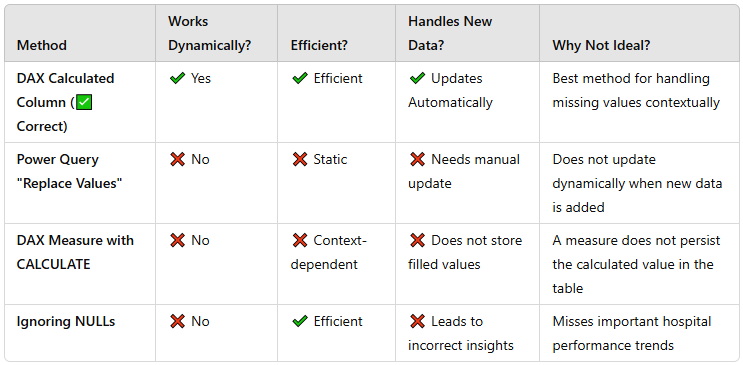 Method
Works
Dynamically?
Efficient?
Handles New
Data?
Why Not Ideal?
DAX Calculated
Column (✅
Correct)
✔ Yes
✔ Efficient
✔ Updates
Automatically
Best method for handling
missing values contextually
Power Query
"Replace Values"
❌ No
❌ Static
❌ Needs manual
update
Does not update
dynamically when new data
is added
DAX Measure with
CALCULATE
❌ No
❌ Context-
dependent
❌ Does not store
filled values
A measure does not persist
the calculated value in the
table
Ignoring NULLs
❌ No
✔ Efficient
❌ Leads to
incorrect insights
Misses important hospital
performance trends